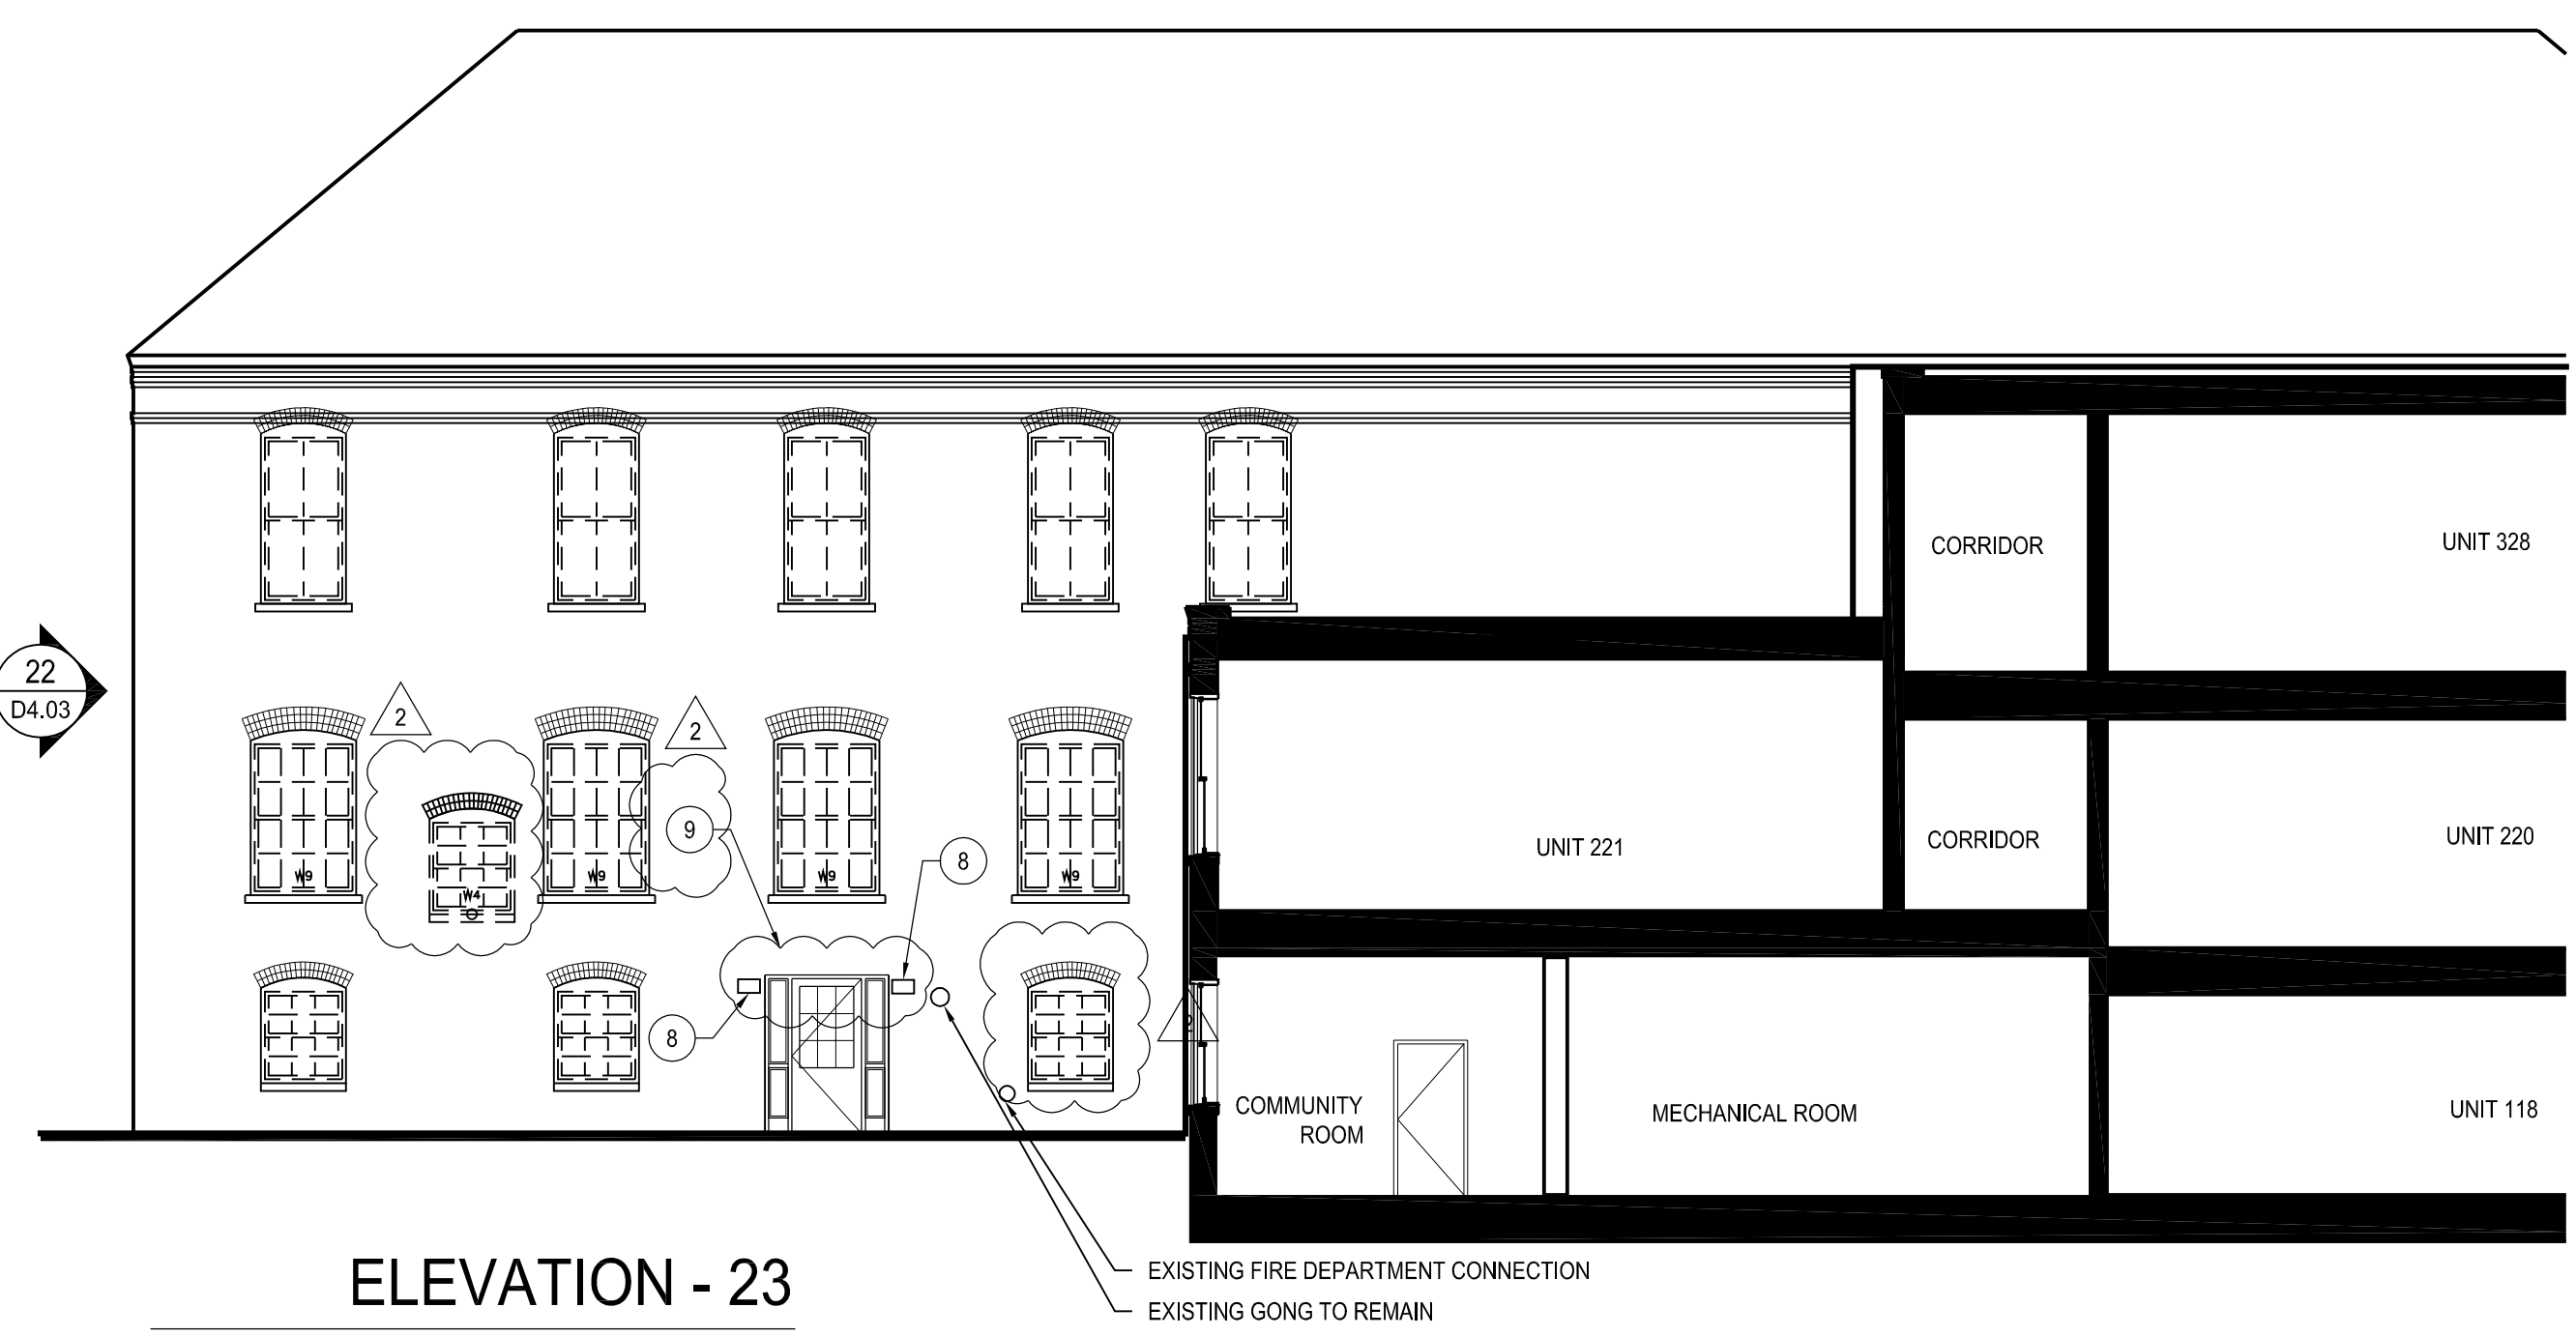 CORRIDOR
UNIT 328
22
D4.03
2
2
9
8
W9
W4
W9
W9
W9
UNIT 221
CORRIDOR
UNIT 220
8
2
COMMUNITY
ROOM
MECHANICAL ROOM
UNIT 118
ELEVATION - 23
EXISTING FIRE DEPARTMENT CONNECTION
EXISTING GONG TO REMAIN